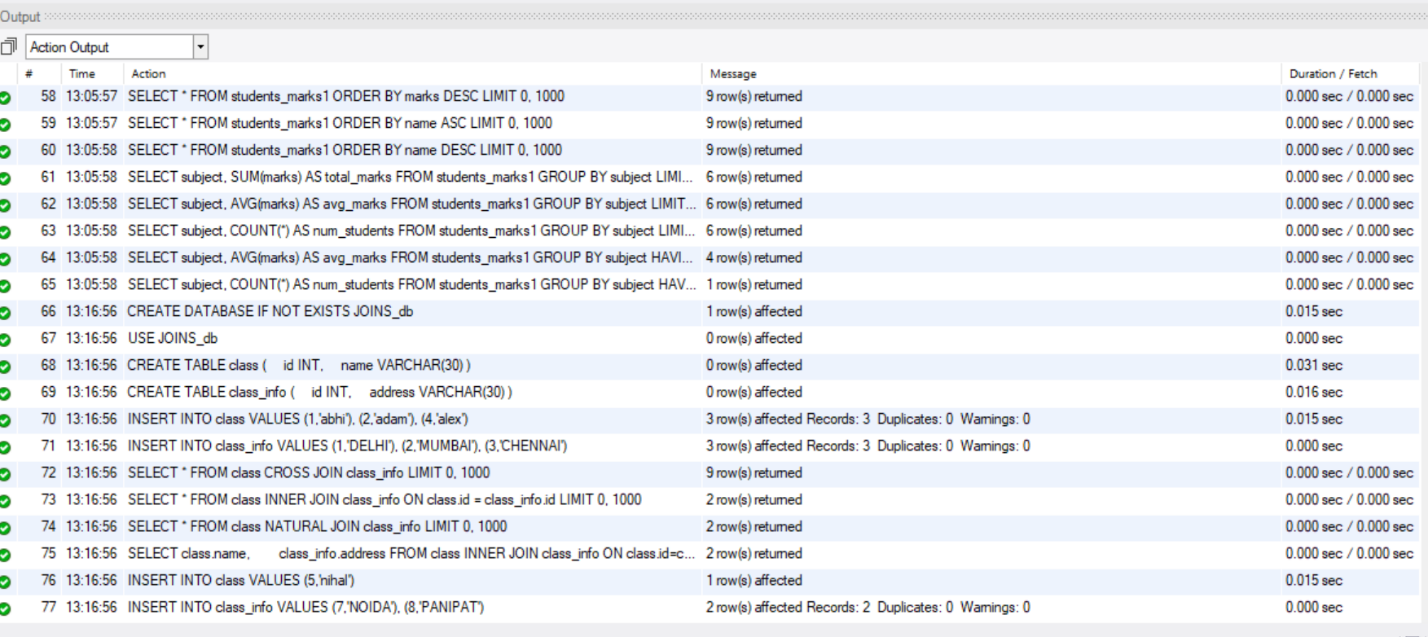 Output
Action Output
# Time Action Message Duration / Fetch
58 13:05:57 SELECT * FROM students_marks1 ORDER BY marks DESC LIMIT 0, 1000 9 row(s) returned 0.000 sec / 0.000 sec
59 13:05:57 SELECT * FROM students_marks1 ORDER BY name ASC LIMIT 0, 1000 9 row(s) returned 0.000 sec / 0.000 sec
60 13:05:58 SELECT * FROM students_marks1 ORDER BY name DESC LIMIT 0, 1000 9 row(s) returned 0.000 sec / 0.000 sec
61 13:05:58 SELECT subject, SUM(marks) AS total_marks FROM students_marks1 GROUP BY subject LIMI... 6 row(s) returned 0.000 sec / 0.000 sec
62 13:05:58 SELECT subject, AVG(marks) AS avg_marks FROM students_marks1 GROUP BY subject LIMIT... 6 row(s) returned 0.000 sec / 0.000 sec
63 13:05:58 SELECT subject, COUNT(*) AS num_students FROM students_marks1 GROUP BY subject LIMI... 6 row(s) returned 0.000 sec / 0.000 sec
64 13:05:58 SELECT subject, AVG(marks) AS avg_marks FROM students_marks1 GROUP BY subject HAVI... 4 row(s) returned 0.000 sec / 0.000 sec
65 13:05:58 SELECT subject, COUNT(*) AS num_students FROM students_marks1 GROUP BY subject HAV... 1 row(s) returned 0.000 sec / 0.000 sec
66 13:16:56 CREATE DATABASE IF NOT EXISTS JOINS_db 1 row(s) affected 0.015 sec
67 13:16:56 USE JOINS_db 0 row(s) affected 0.000 sec
68 13:16:56 CREATE TABLE class ( id INT, name VARCHAR(30) ) 0 row(s) affected 0.031 sec
69 13:16:56 CREATE TABLE class_info ( id INT, address VARCHAR(30) ) 0 row(s) affected 0.016 sec
70 13:16:56 INSERT INTO class VALUES (1,'abhi'), (2,'adam'), (4,'alex') 3 row(s) affected Records: 3 Duplicates: 0 Warnings: 0 0.015 sec
71 13:16:56 INSERT INTO class_info VALUES (1,'DELHI'), (2,'MUMBAI'), (3,'CHENNAI') 3 row(s) affected Records: 3 Duplicates: 0 Warnings: 0 0.000 sec
72 13:16:56 SELECT * FROM class CROSS JOIN class_info LIMIT 0, 1000 9 row(s) returned 0.000 sec / 0.000 sec
73 13:16:56 SELECT * FROM class INNER JOIN class_info ON class.id = class_info.id LIMIT 0, 1000 2 row(s) returned 0.000 sec / 0.000 sec
74 13:16:56 SELECT * FROM class NATURAL JOIN class_info LIMIT 0, 1000 2 row(s) returned 0.000 sec / 0.000 sec
75 13:16:56 SELECT class.name, class_info.address FROM class INNER JOIN class_info ON class.id=c... 2 row(s) returned 0.000 sec / 0.000 sec
76 13:16:56 INSERT INTO class VALUES (5,'nihal') 1 row(s) affected 0.015 sec
77 13:16:56 INSERT INTO class_info VALUES (7,'NOIDA'), (8,'PANIPAT') 2 row(s) affected Records: 2 Duplicates: 0 Warnings: 0 0.000 sec